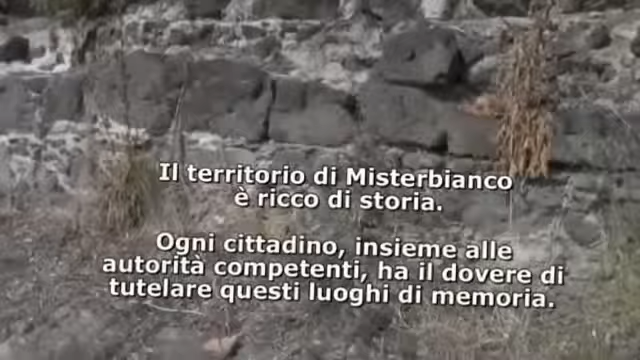 Il territorio di Misterbianco
è ricco di storia.
Ogni cittadino, insieme alle
autorità competenti, ha il dovere di
tutelare questi luoghi di memoria.